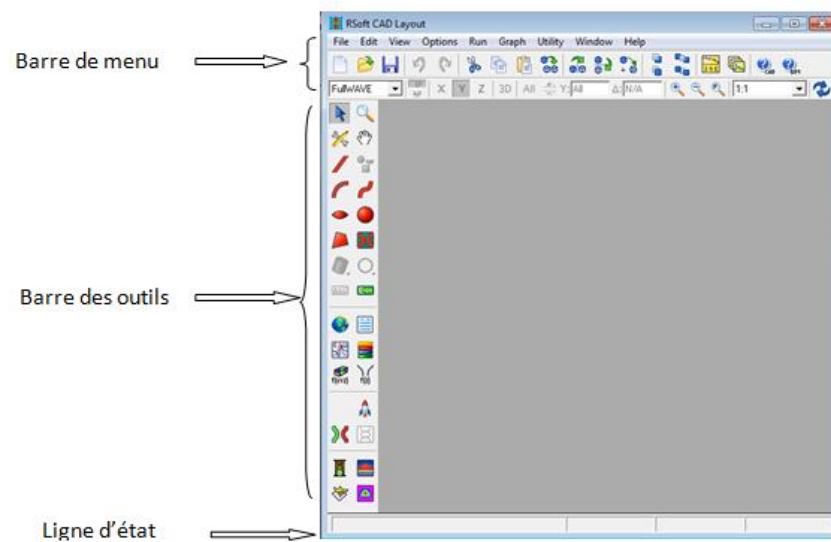 RSoft CAD Layout
Barre de menu
File Edit View Options Run Graph Utility Window Help
FullWAVE X Y Z 3D All Y: All Δ: N/A 1:1
Barre des outils
Ligne d'état